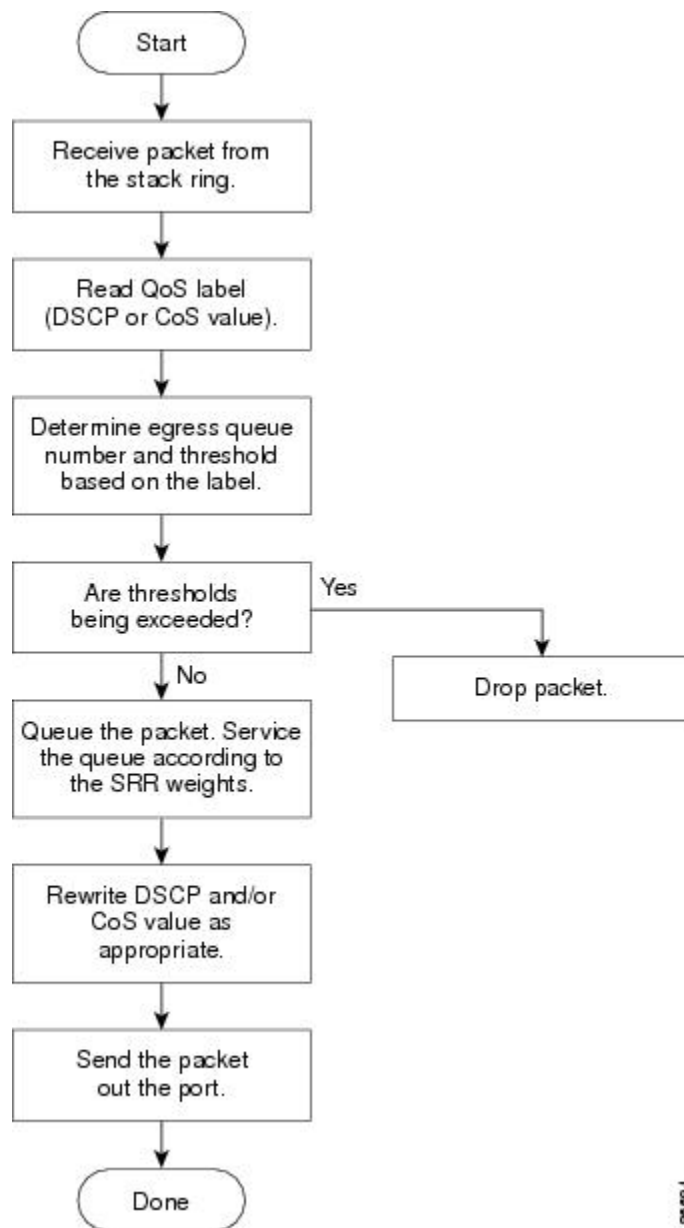 Start
Receive packet from
the stack ring.
Read QoS label
(DSCP or CoS value).
Determine egress queue
number and threshold
based on the label.
Are thresholds
being exceeded?
Yes
No
Drop packet.
Queue the packet. Service
the queue according to
the SRR weights.
Rewrite DSCP and/or
CoS value as
appropriate.
Send the packet
out the port.
Done